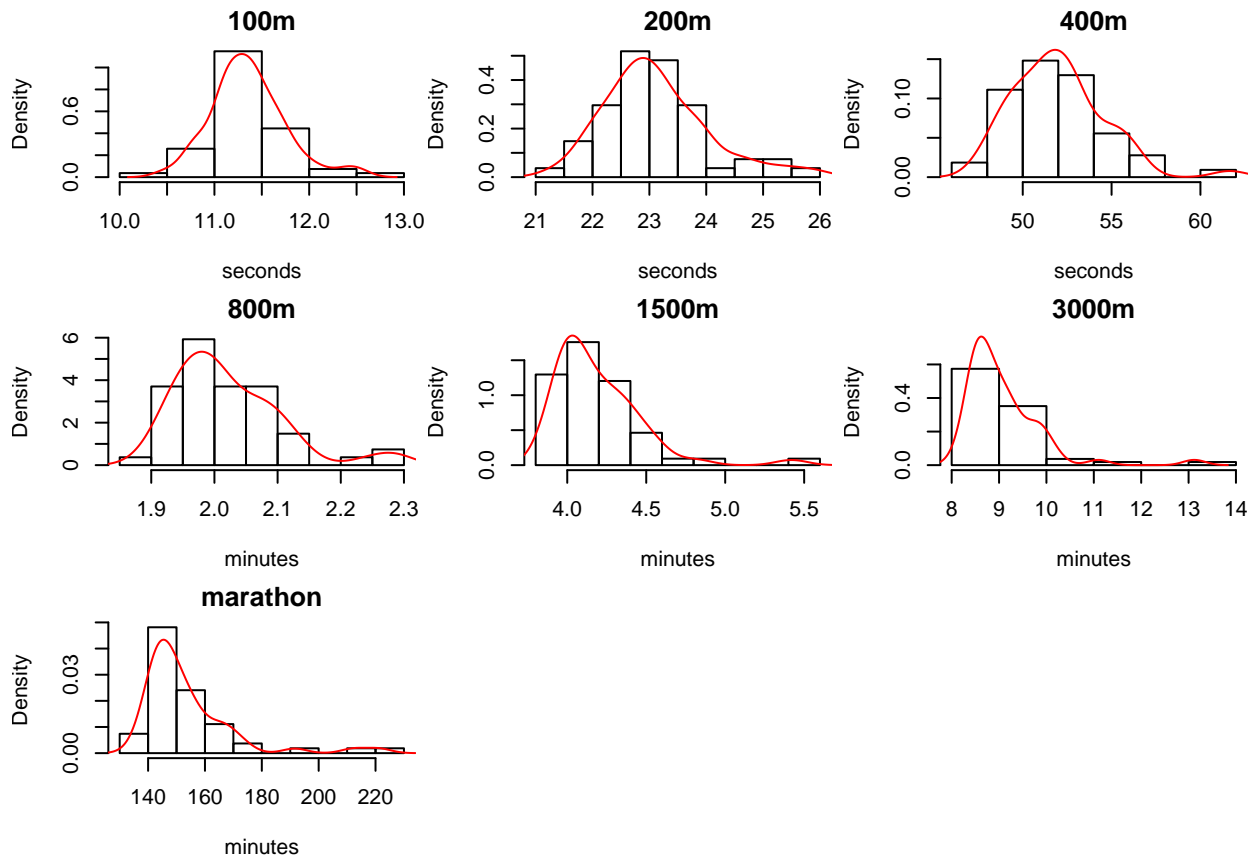 100m
Density
0.0 0.6
10.0 11.0 12.0 13.0
seconds
200m
Density
0.0 0.2 0.4
21 22 23 24 25 26
seconds
400m
Density
0.00 0.10
50 55 60
seconds
800m
Density
0 2 4 6
1.9 2.0 2.1 2.2 2.3
minutes
1500m
Density
0.0 1.0
4.0 4.5 5.0 5.5
minutes
3000m
Density
0.0 0.4
8 9 10 11 12 13 14
minutes
marathon
Density
0.00 0.03
140 160 180 200 220
minutes